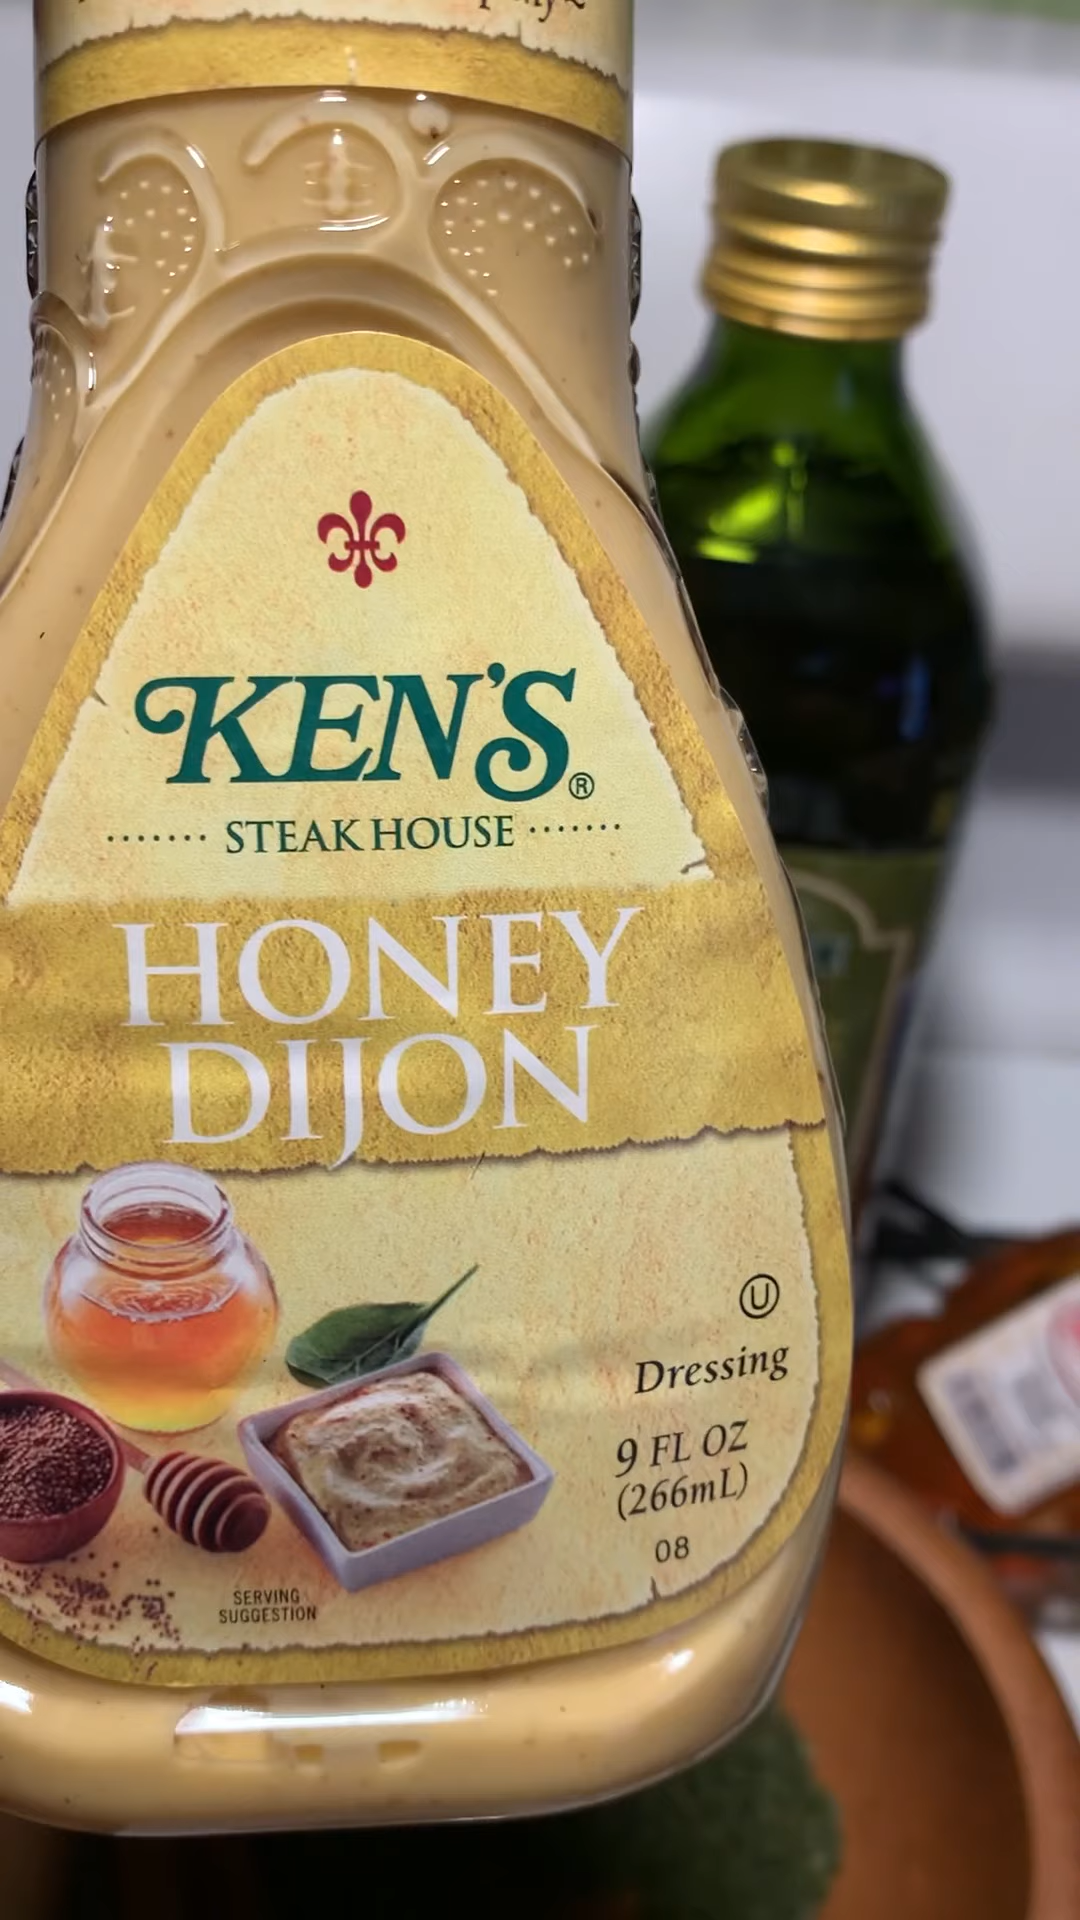 KEN'S®
STEAK HOUSE
HONEY
DIJON
U
Dressing
9 FL OZ
(266mL)
08
SERVING
SUGGESTION